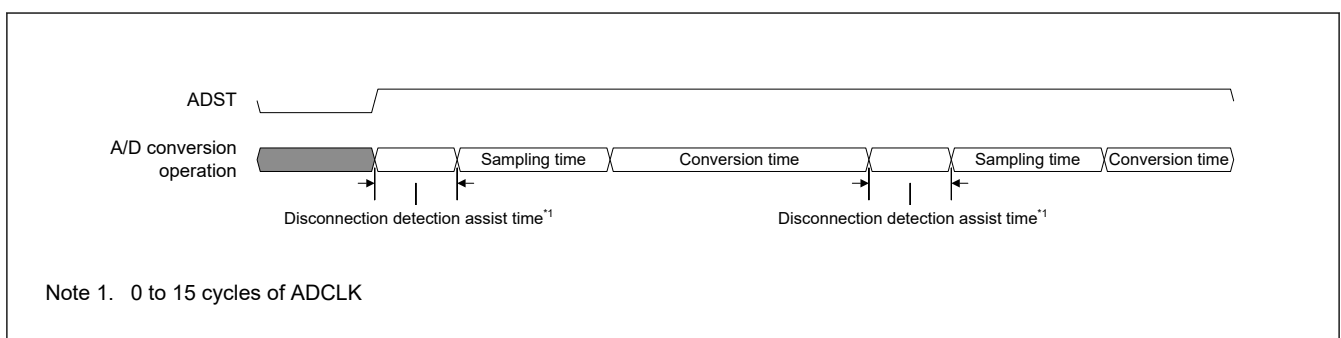 ADST
A/D conversion
operation
Sampling time
Conversion time
Sampling time
Conversion time
Disconnection detection assist time*1
Disconnection detection assist time*1
Note 1. 0 to 15 cycles of ADCLK